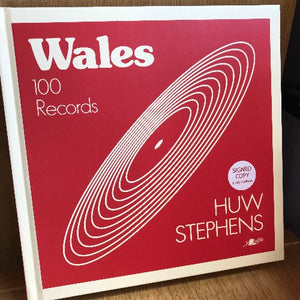 Wales
100
Records
SIGNED
COPY
HUW
STEPHENS